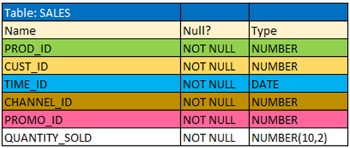 Table: SALES
Name Null? Type
PROD_ID NOT NULL NUMBER
CUST_ID NOT NULL NUMBER
TIME_ID NOT NULL DATE
CHANNEL_ID NOT NULL NUMBER
PROMO_ID NOT NULL NUMBER
QUANTITY_SOLD NOT NULL NUMBER(10,2)